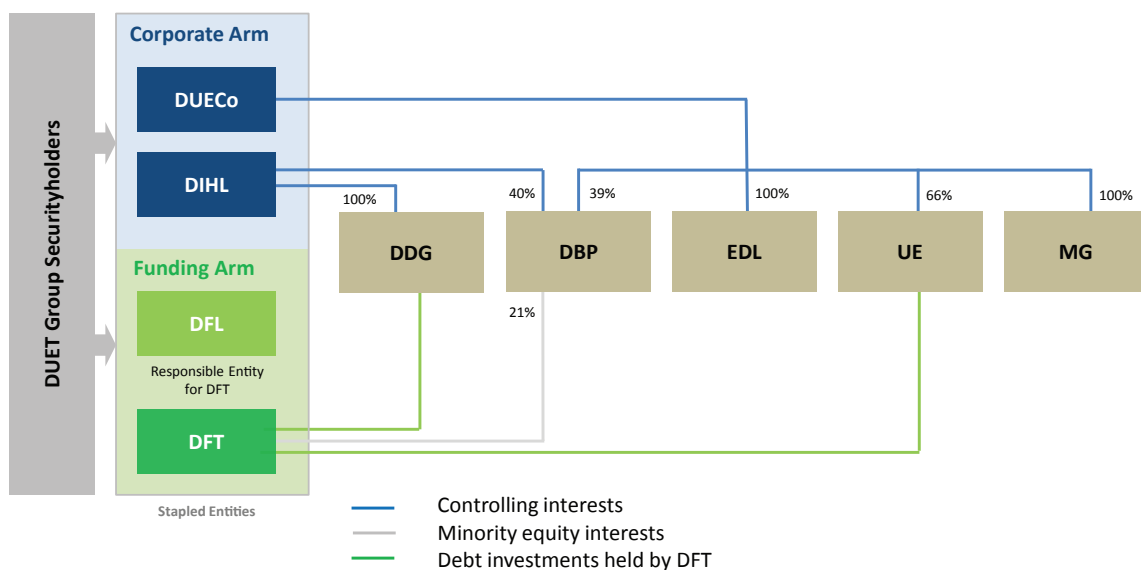 DUET Group Securityholders
Corporate Arm
DUECo
DIHL
Funding Arm
DFL
Responsible Entity
for DFT
DFT
Stapled Entities
100%
40%
39%
100%
66%
100%
DDG
DBP
EDL
UE
MG
21%
Controlling interests
Minority equity interests
Debt investments held by DFT